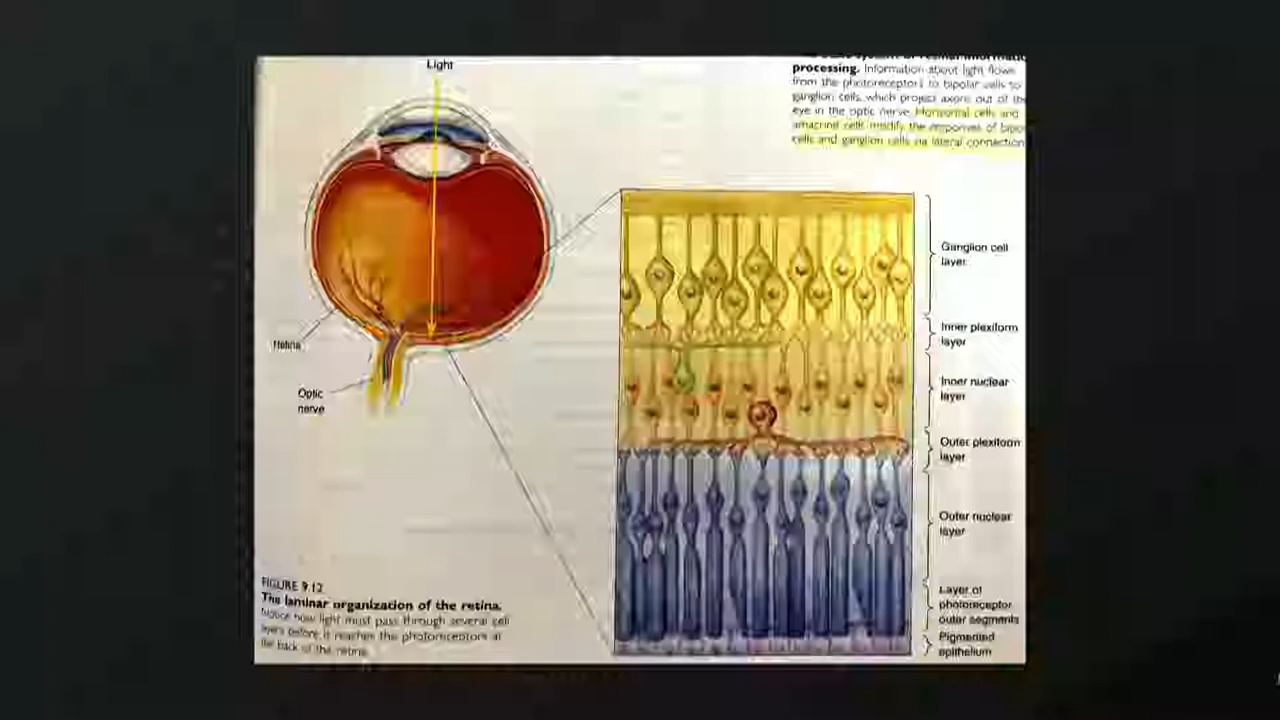 Light
processing. Information about light flows
from the photoreceptors to bipolar cells to
ganglion cells, which project axons out of the
eye in the optic nerve. Horizontal cells and
amacrine cells modify the responses of bipo
cells and ganglion cells via lateral connection
Ganglion cell
layer
Inner plexiform
layer
Retina
Inner nuclear
layer
Optic
nerve
Outer plexiform
layer
Outer nuclear
layer
FIGURE 9.12
The laminar organization of the retina.
Notice how light must pass through several cell
layers before it reaches the photoreceptors at
the back of the retina.
Layer of
photoreceptor
outer segments
Pigmented
epithelium